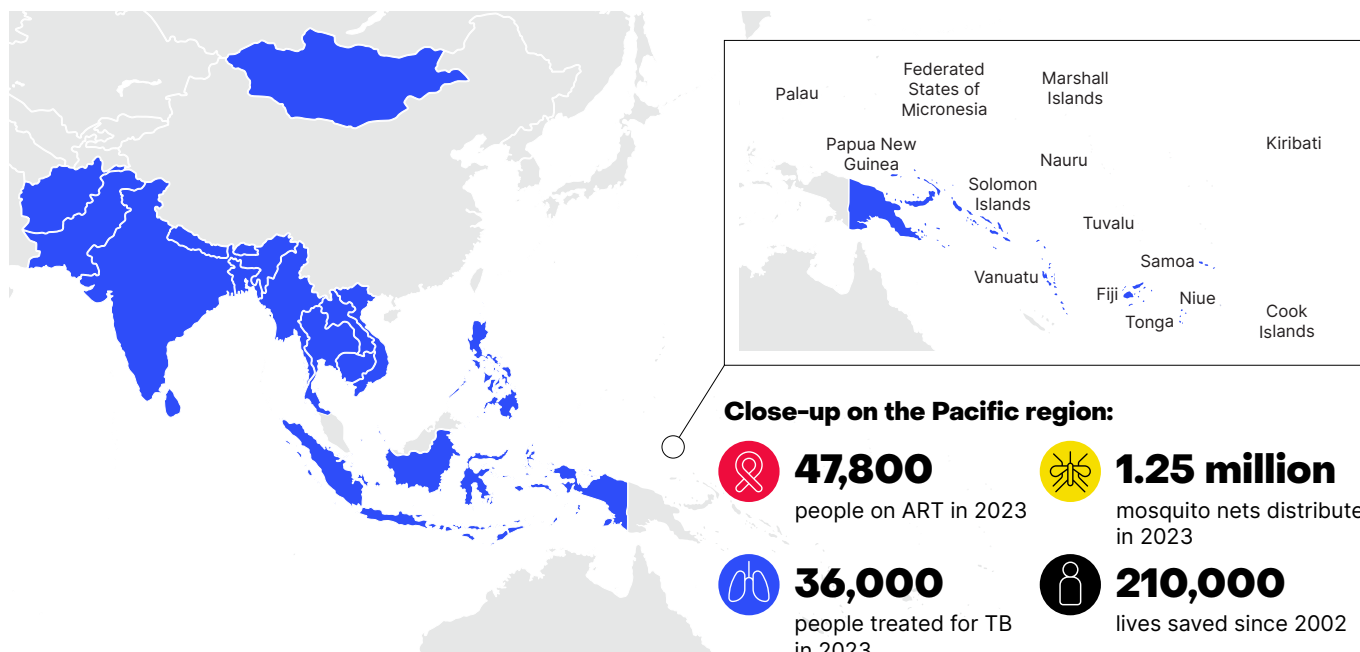 Palau
Federated
States of
Micronesia
Marshall
Islands
Kiribati
Papua New
Guinea
Nauru
Solomon
Islands
Tuvalu
Samoa
Vanuatu
Fiji
Niue
Tonga
Cook
Islands
Close-up on the Pacific region:
47,800
people on ART in 2023
1.25 million
mosquito nets distribute
in 2023
36,000
people treated for TB
in 2023
210,000
lives saved since 2002